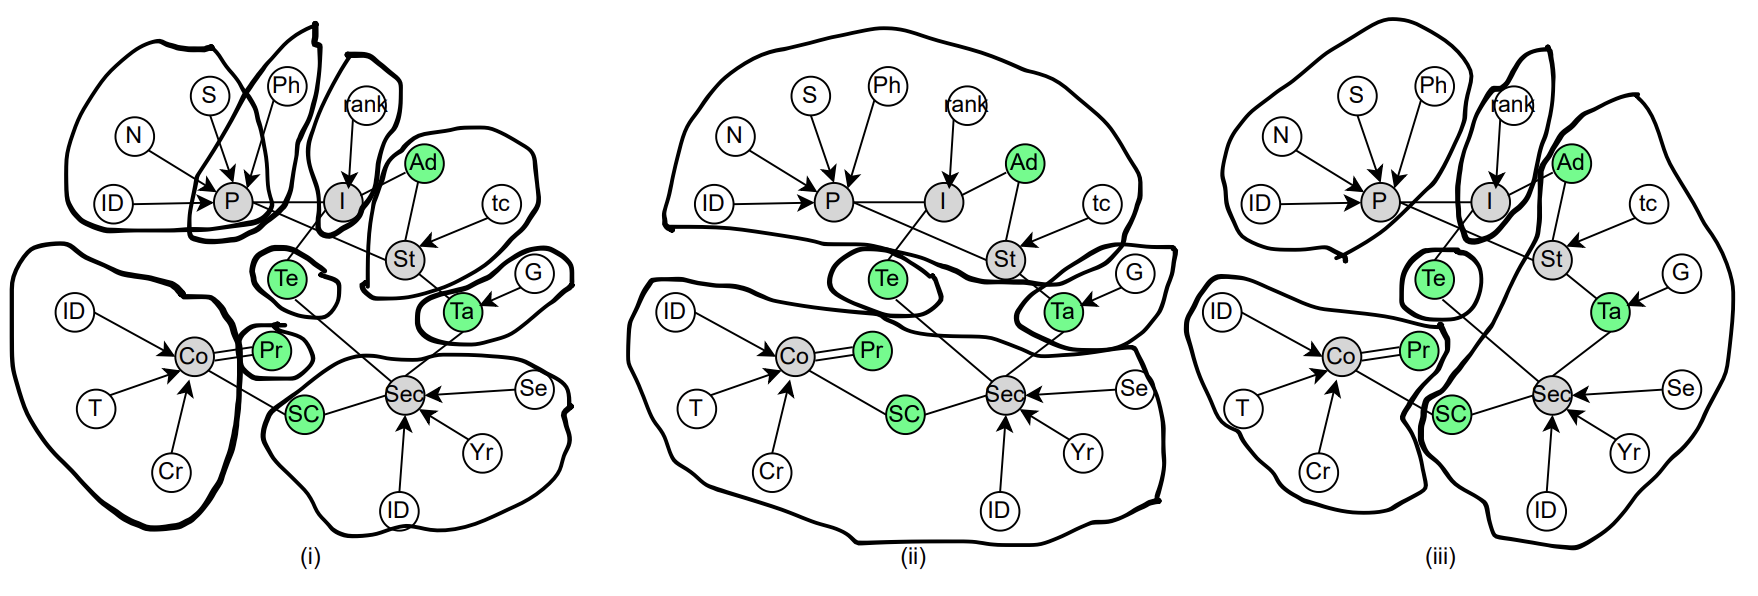 S
Ph
rank
N
Ad
ID
P
I
tc
St
Te
G
Ta
ID
Co
Pr
T
SC
Sec
Se
Cr
Yr
ID
(i)
S
Ph
rank
N
Ad
ID
P
I
tc
St
Te
G
Ta
ID
Co
Pr
T
SC
Sec
Se
Cr
Yr
ID
(ii)
S
Ph
rank
N
Ad
ID
P
I
tc
St
Te
G
Ta
ID
Co
Pr
T
SC
Sec
Se
Cr
Yr
ID
(iii)